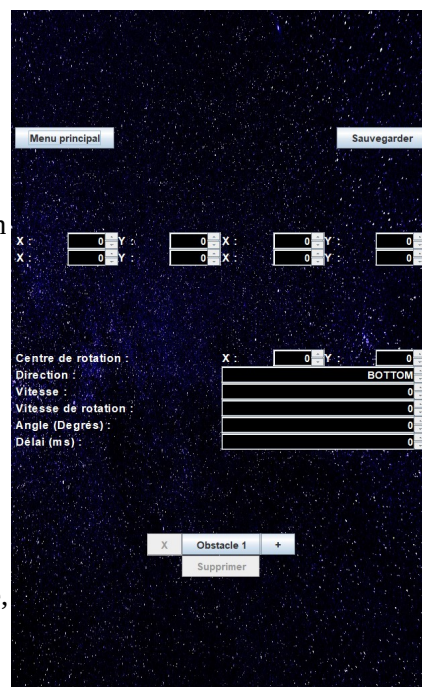 Menu principal Sauvegarder
n
X : 0 Y : 0 X : 0 Y : 0
X : 0 Y : 0 X : 0 Y : 0
Centre de rotation : X : 0 Y : 0
Direction : BOTTOM
Vitesse : 0
Vitesse de rotation : 0
Angle (Degrés) : 0
Délai (ms) : 0
X Obstacle 1 +
Supprimer
,